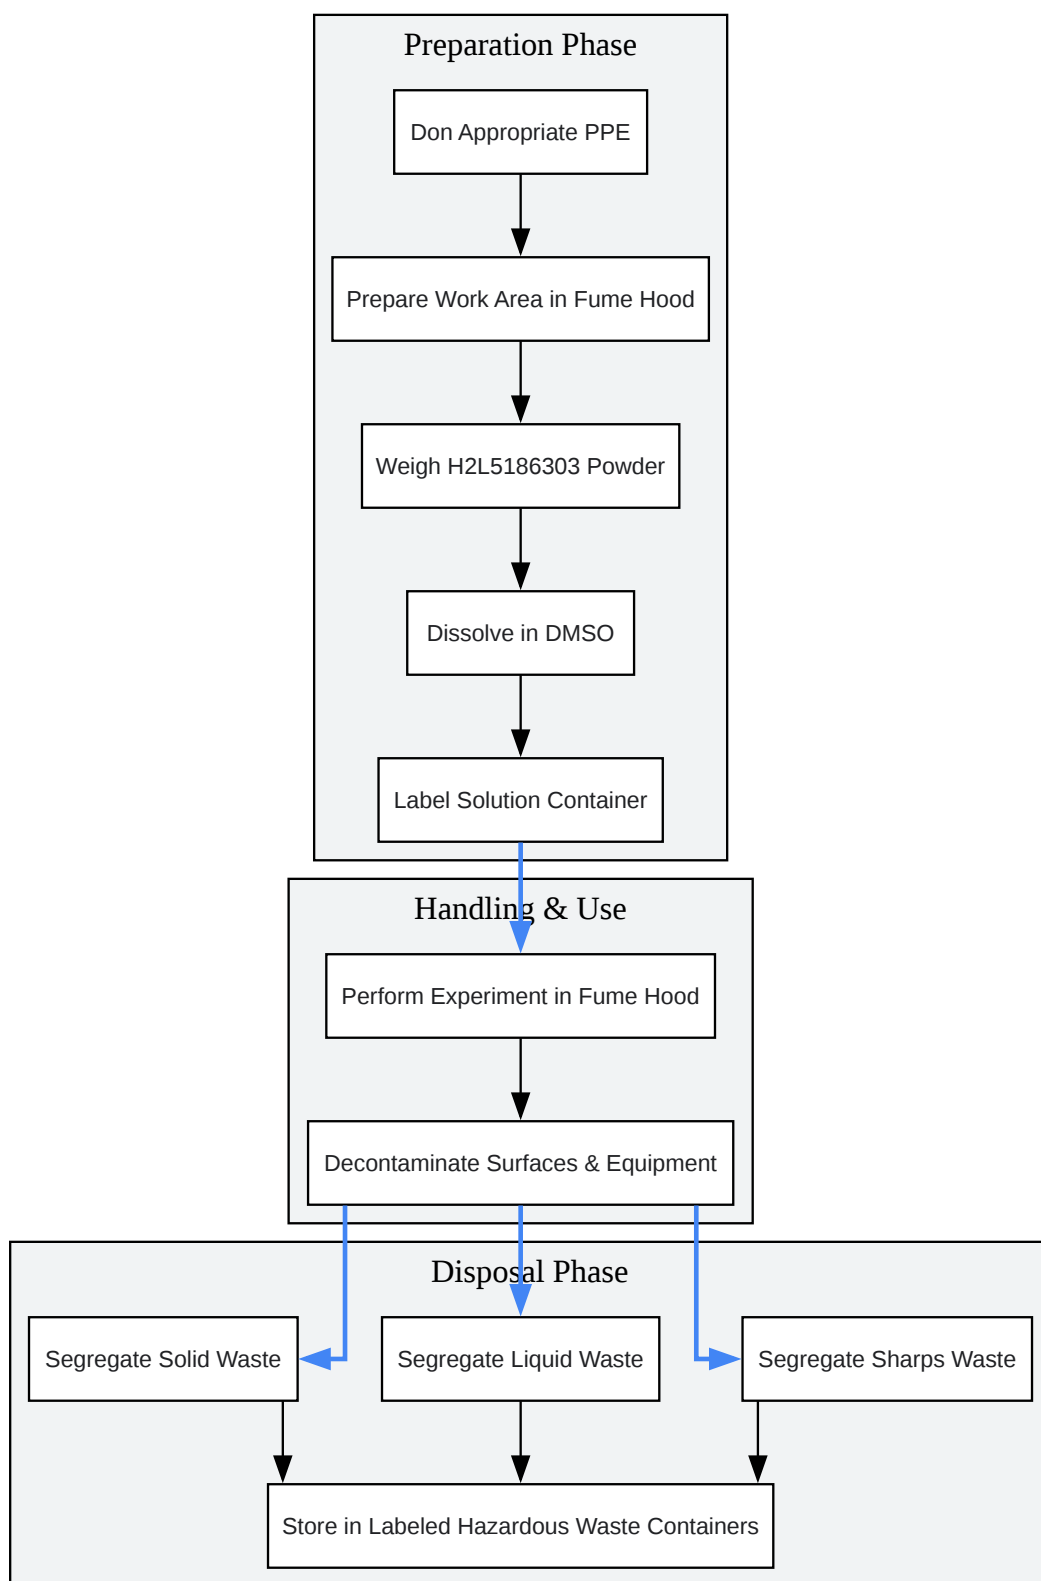 Preparation Phase
Don Appropriate PPE
Prepare Work Area in Fume Hood
Weigh H2L5186303 Powder
Dissolve in DMSO
Label Solution Container
Handling & Use
Perform Experiment in Fume Hood
Decontaminate Surfaces & Equipment
Disposal Phase
Segregate Solid Waste
Segregate Liquid Waste
Segregate Sharps Waste
Store in Labeled Hazardous Waste Containers